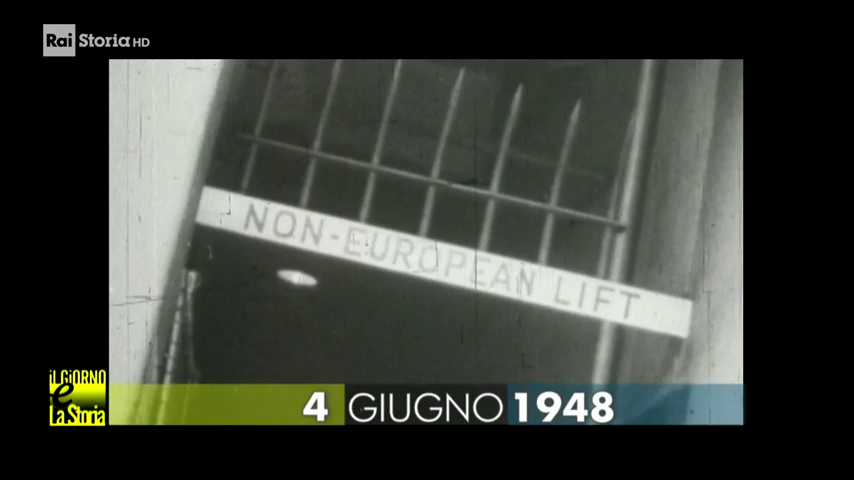 Rai Storia HD
NON-EUROPEAN LIFT
iL GiORNO
è
La Storia
4 GIUGNO 1948